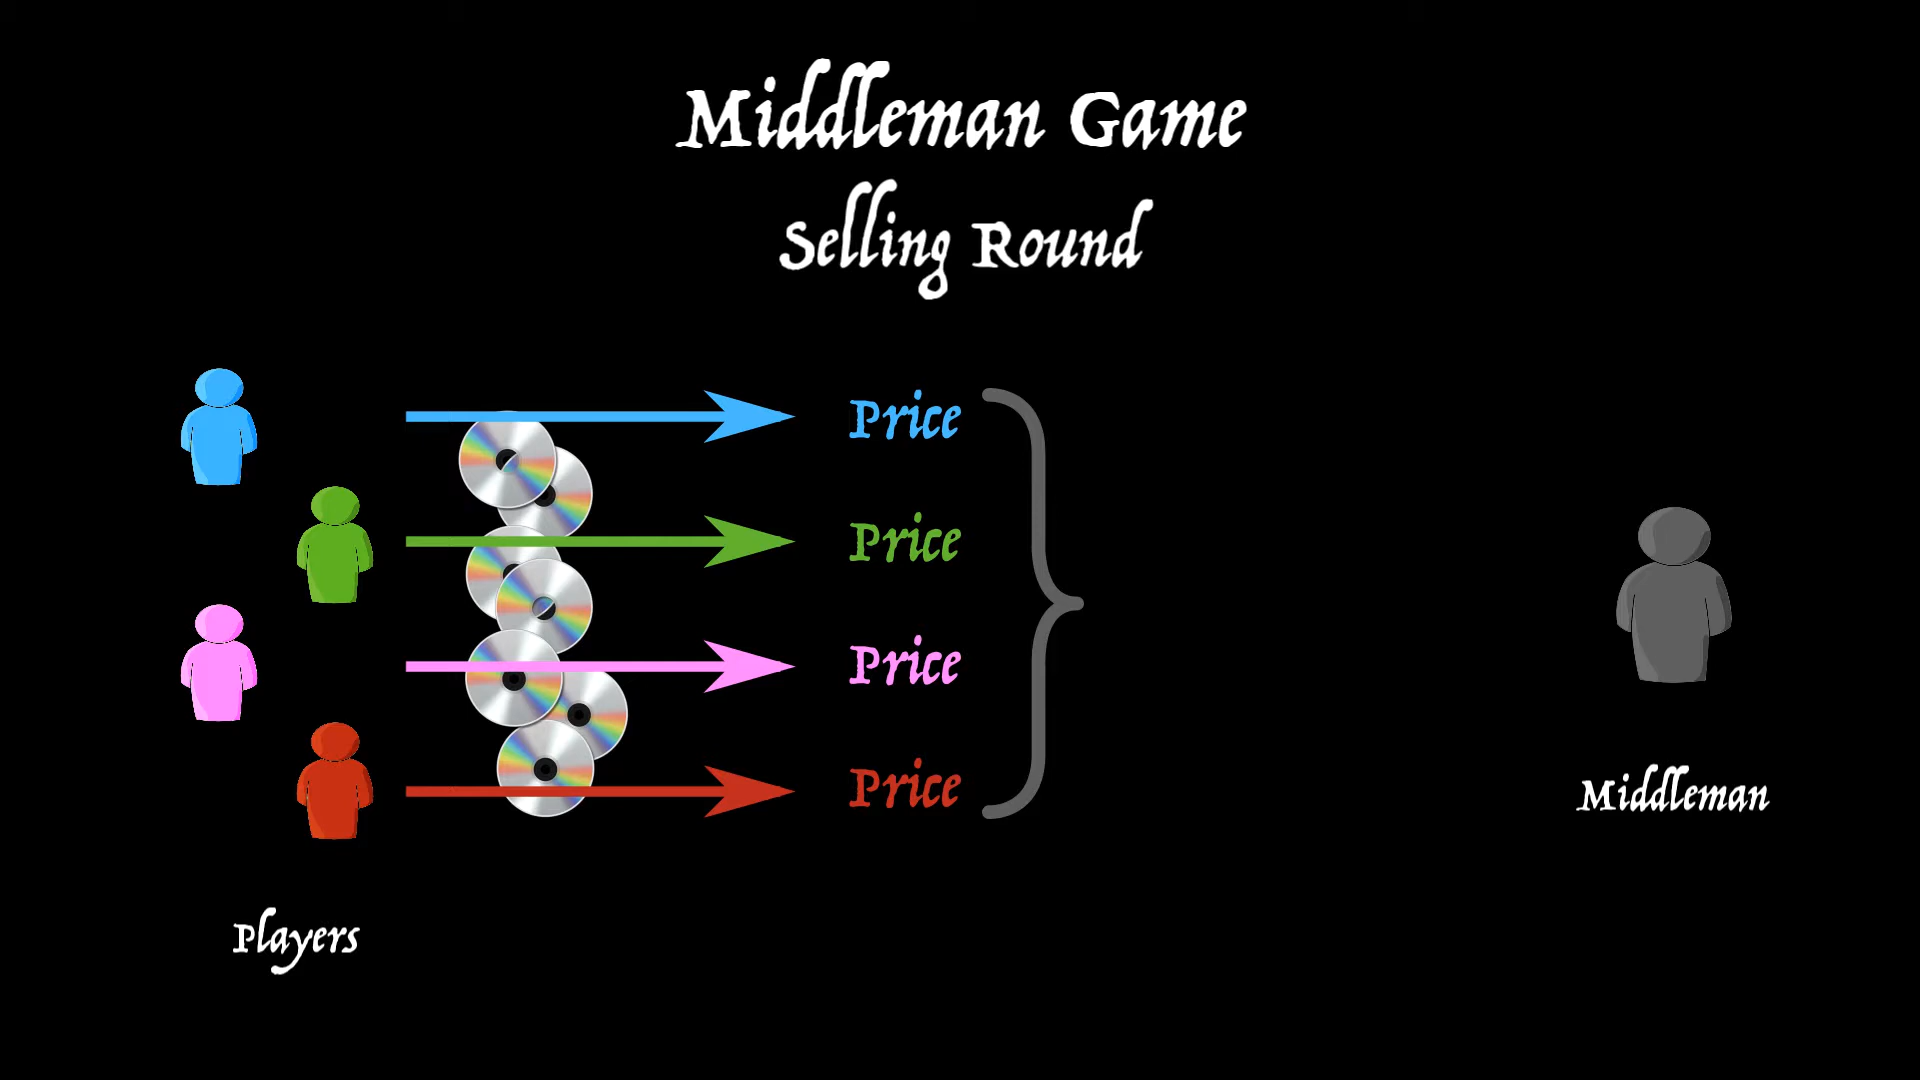 Middleman Game
Selling Round
Price
Price
Price
Price
Middleman
Players